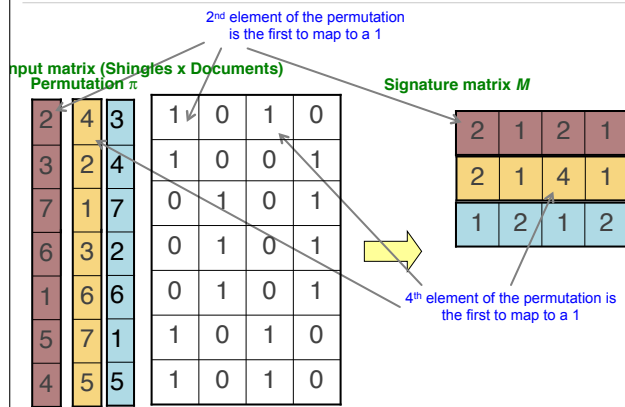 2nd element of the permutation
is the first to map to a 1
nput matrix (Shingles x Documents)
Permutation π
Signature matrix M
2 4 3 1 0 1 0
3 2 4 1 0 0 1
7 1 7 0 1 0 1
6 3 2 0 1 0 1
1 6 6 0 1 0 1
5 7 1 1 0 1 0
4 5 5 1 0 1 0
2 1 2 1
2 1 4 1
1 2 1 2
4th element of the permutation is
the first to map to a 1